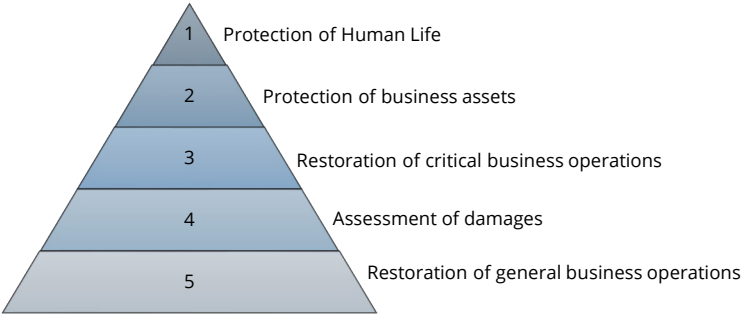 1 Protection of Human Life
2 Protection of business assets
3 Restoration of critical business operations
4 Assessment of damages
5 Restoration of general business operations